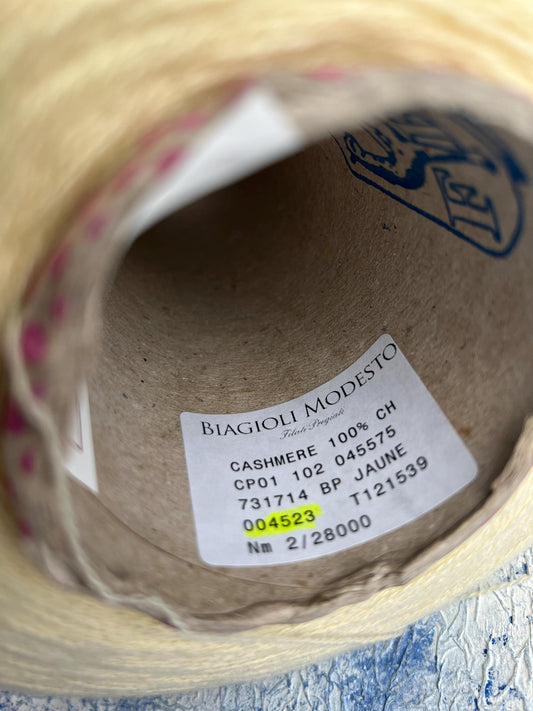 BIAGIOLI MODESTO
Filati Pregiati
CASHMERE 100% CH
CP01 102 045575
731714 BP JAUNE
004523 T121539
Nm 2/28000